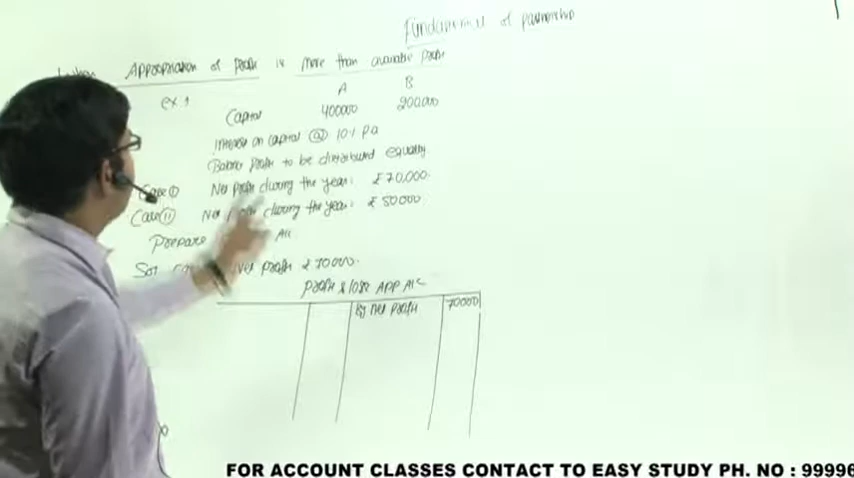 Fundamental of partnership
When Appropriation of profit is more than available profit
ex 1 A B
Capital 400000 200000
Interest on capital @ 10% pa
Balance profit to be distributed equally
Case (I) Net profit during the year: ₹70,000
Case (II) Net profit during the year: ₹50000
Prepare A/c
Net profit ₹70000
Profit & loss APP A/C
By net profit 70000
FOR ACCOUNT CLASSES CONTACT TO EASY STUDY PH. NO : 99996